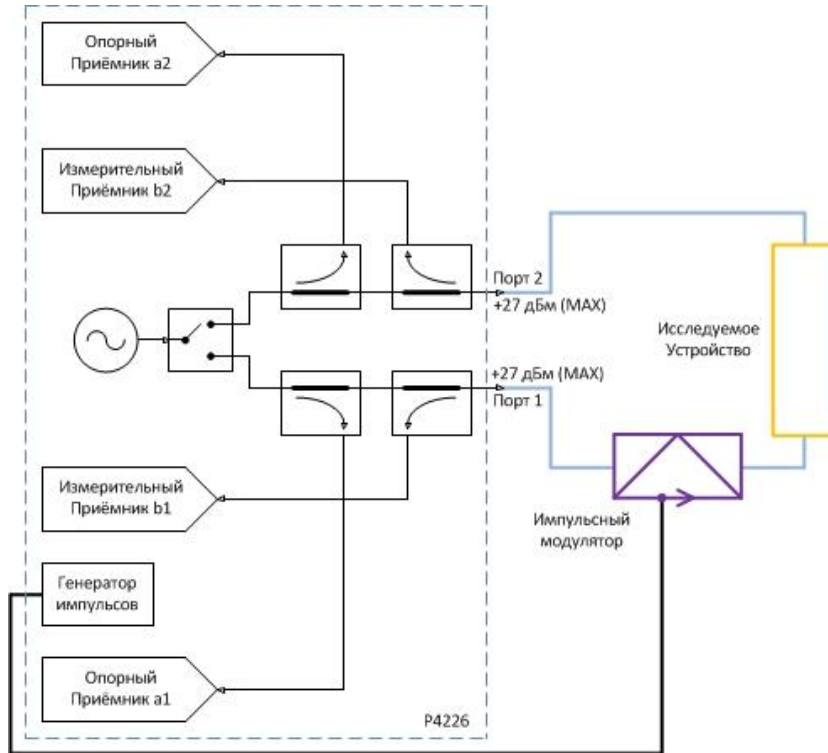 Опорный
Приёмник a2
Измерительный
Приёмник b2
Порт 2
+27 дБм (MAX)
Исследуемое
Устройство
+27 дБм (MAX)
Порт 1
Измерительный
Приёмник b1
Импульсный
модулятор
Генератор
импульсов
Опорный
Приёмник a1
P4226